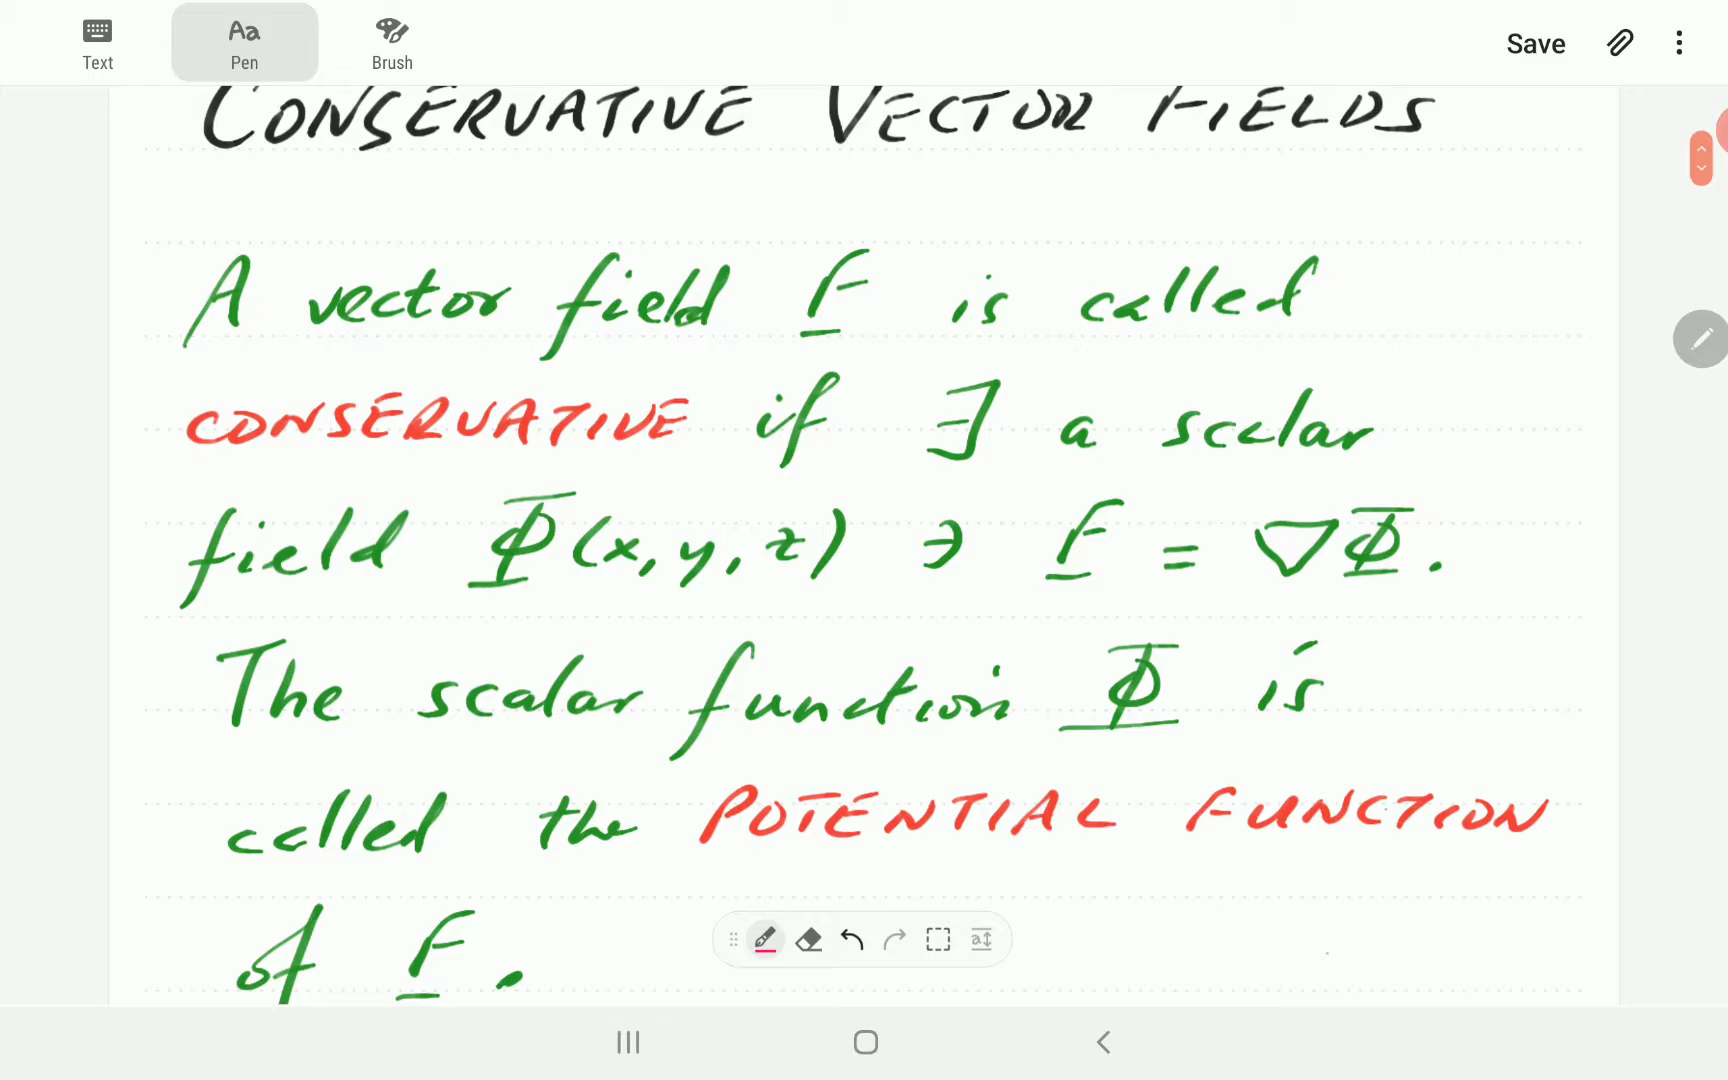 Text
Aa
Pen
Brush
Save
CONSERVATIVE VECTOR FIELDS
A vector field F is called
CONSERVATIVE if ∃ a scalar
field Φ(x, y, z) ∋ F = ∇Φ.
The scalar function Φ is
called the POTENTIAL FUNCTION
of F.